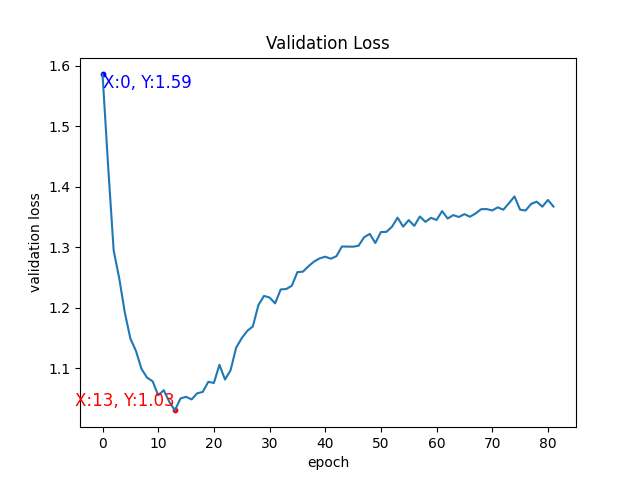 Validation Loss
1.6
X:0, Y:1.59
1.5
1.4
1.3
1.2
1.1
X:13, Y:1.03
validation loss
0 10 20 30 40 50 60 70 80
epoch